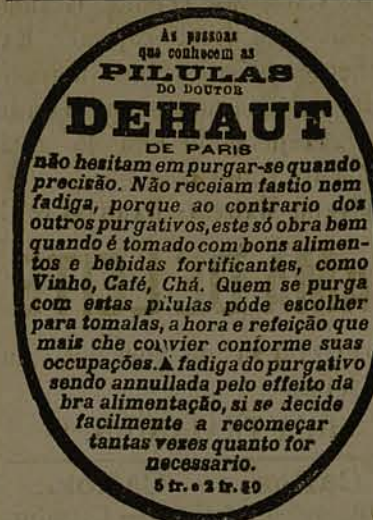 As pessoas
que conhecem as
PILULAS
DO DOUTOR
DEHAUT
DE PARIS
não hesitam em purgar-se quando
precisão. Não receiam fastio nem
fadiga, porque ao contrario dos
outros purgativos, este só obra bem
quando é tomado com bons alimen-
tos e bebidas fortificantes, como
Vinho, Café, Chá. Quem se purga
com estas pilulas póde escolher
para tomalas, a hora e refeição que
mais che convier conforme suas
occupações. A fadiga do purgativo
sendo annullada pelo effeito da
bra alimentação, si se decide
facilmente a recomeçar
tantas vezes quanto for
necessario.
5 fr. e 2 fr. 50